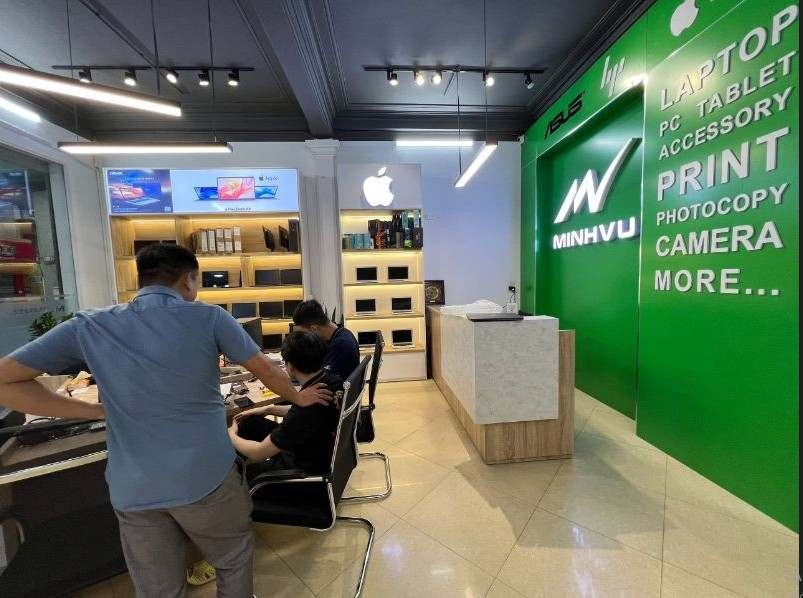 ASUS
hp
MINHVU
LAPTOP
PC TABLET
ACCESSORY
PRINT
PHOTOCOPY
CAMERA
MORE...